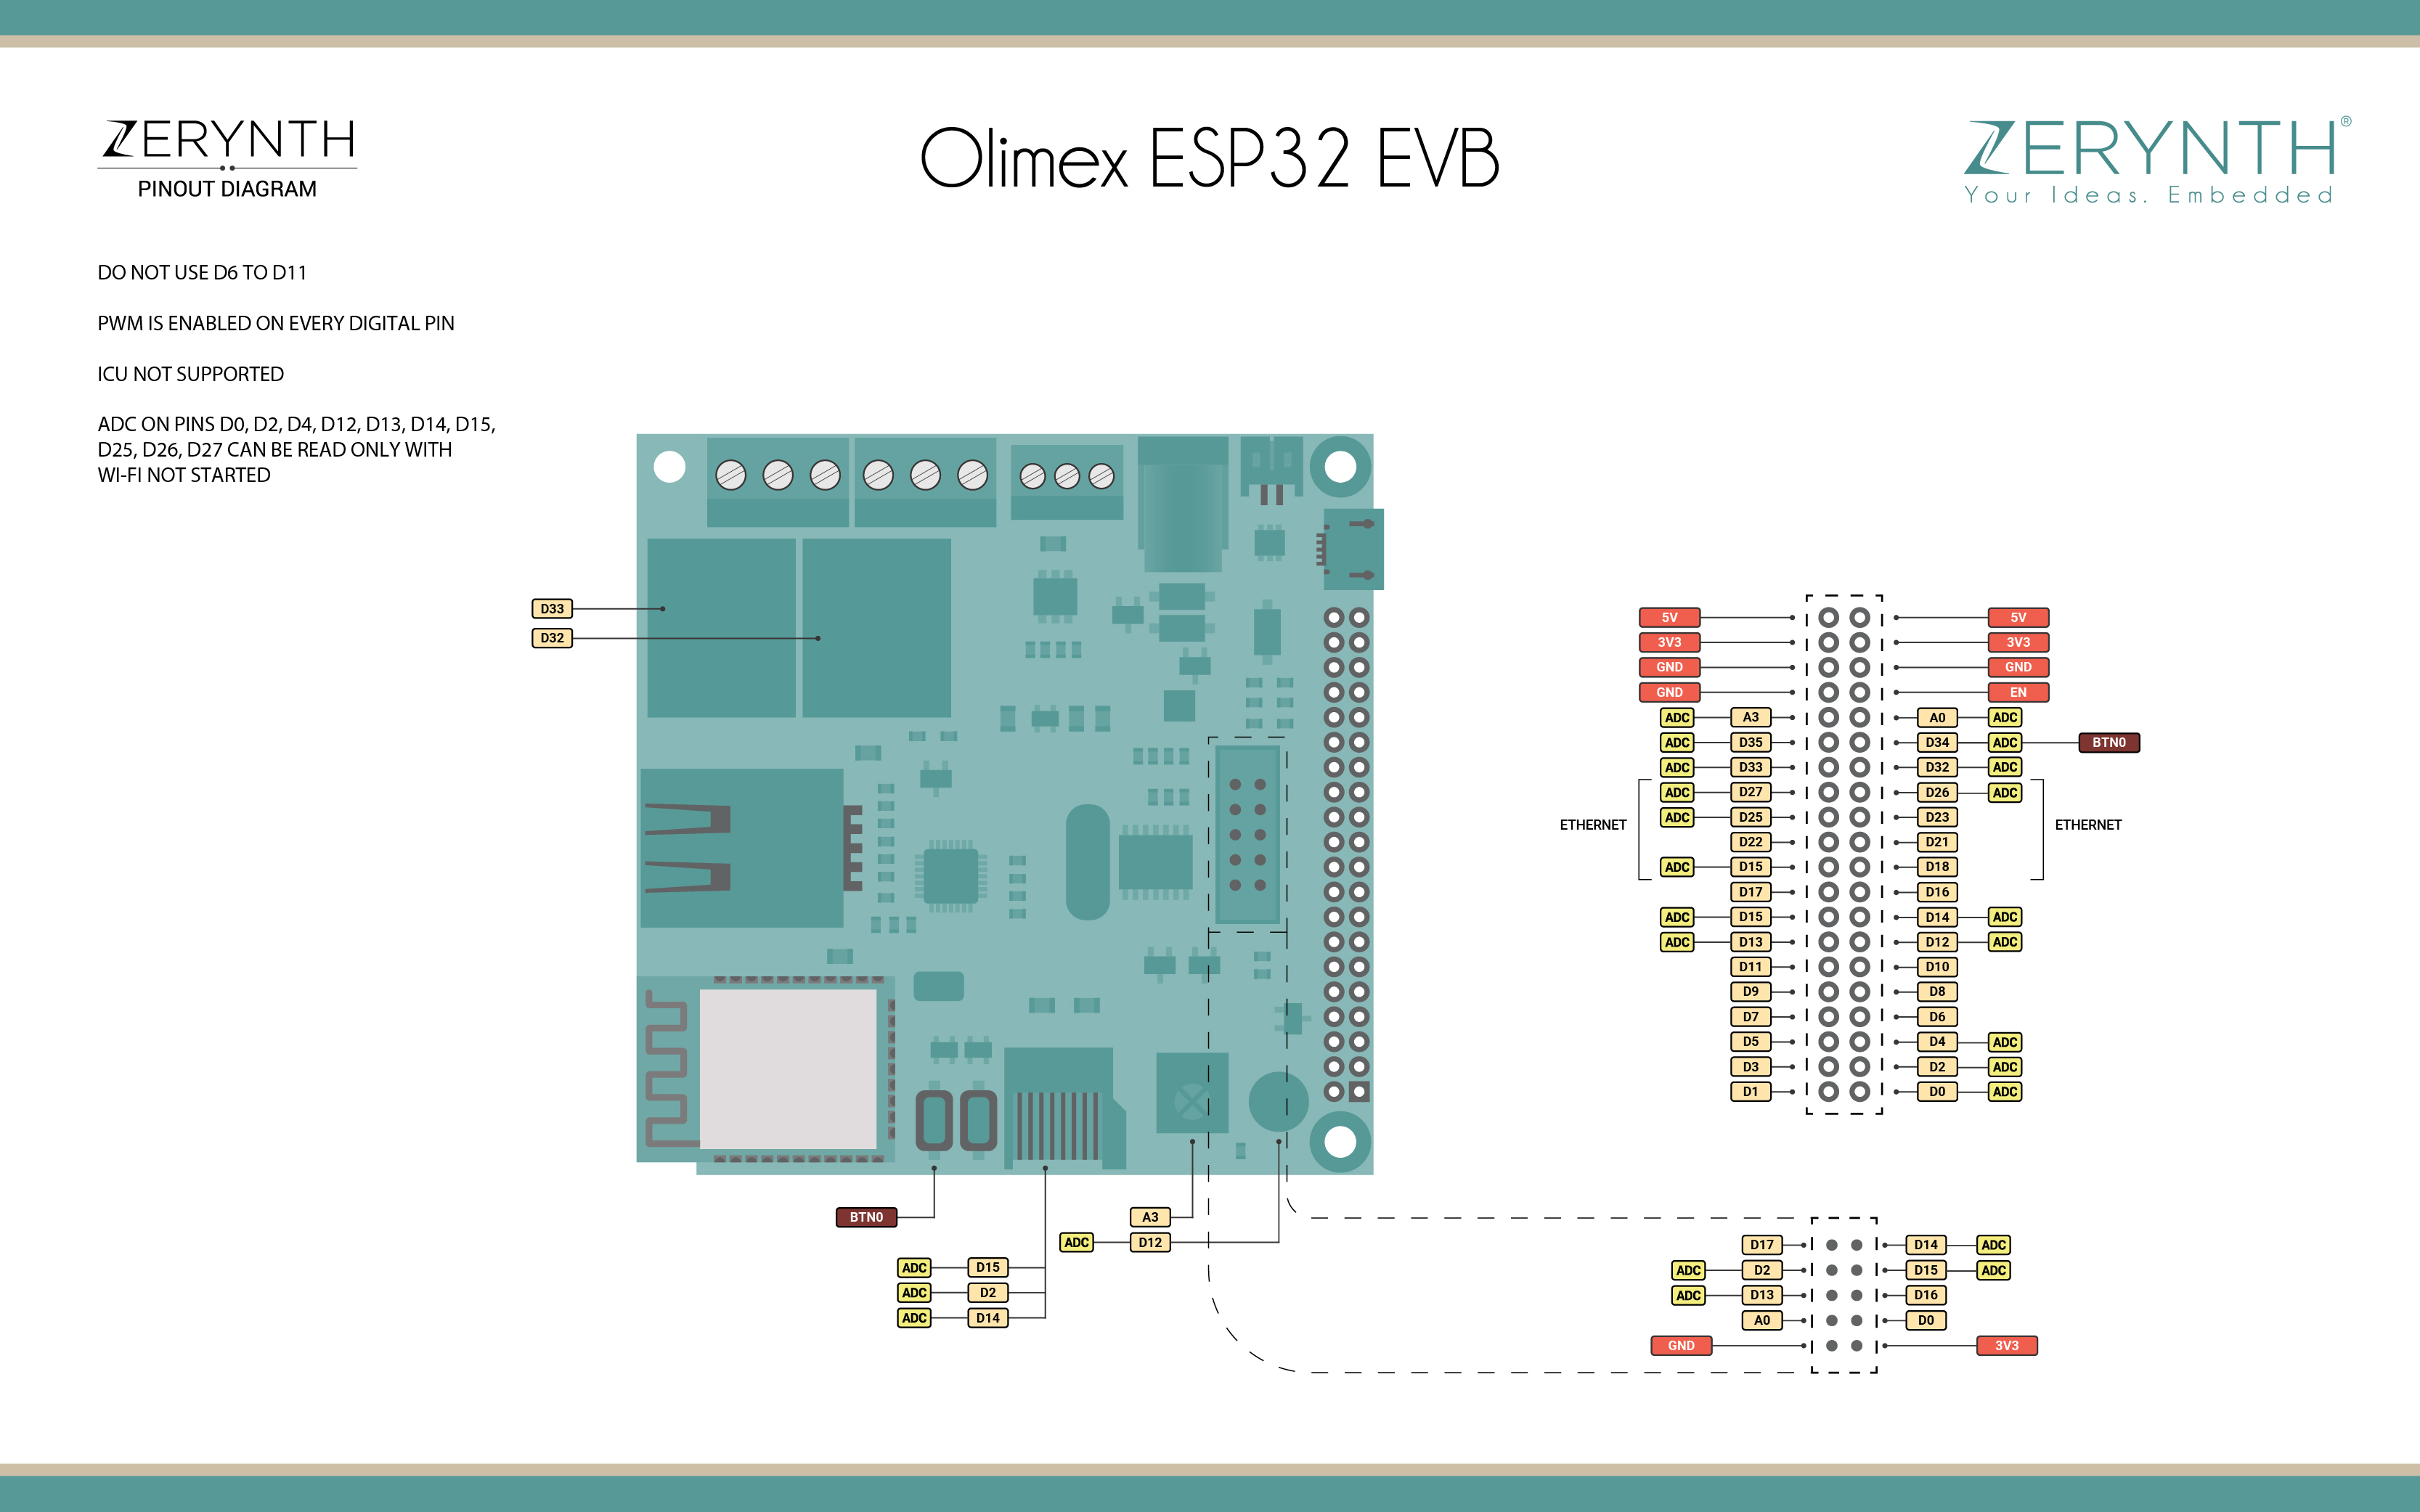 ZERYNTH
PINOUT DIAGRAM
Olimex ESP32 EVB
ZERYNTH®
Your Ideas. Embedded
DO NOT USE D6 TO D11
PWM IS ENABLED ON EVERY DIGITAL PIN
ICU NOT SUPPORTED
ADC ON PINS D0, D2, D4, D12, D13, D14, D15,
D25, D26, D27 CAN BE READ ONLY WITH
WI-FI NOT STARTED
D33
D32
5V 5V
3V3 3V3
GND GND
GND EN
ADC A3 A0 ADC
ADC D35 D34 ADC BTN0
ADC D33 D32 ADC
ADC D27 D26 ADC
ADC D25 D23
ETHERNET ETHERNET
D22 D21
ADC D15 D18
D17 D16
ADC D15 D14 ADC
ADC D13 D12 ADC
D11 D10
D9 D8
D7 D6
D5 D4 ADC
D3 D2 ADC
D1 D0 ADC
BTN0
A3
ADC D12
ADC D15
ADC D2
ADC D14
D17 D14 ADC
ADC D2 D15 ADC
ADC D13 D16
A0 D0
GND 3V3